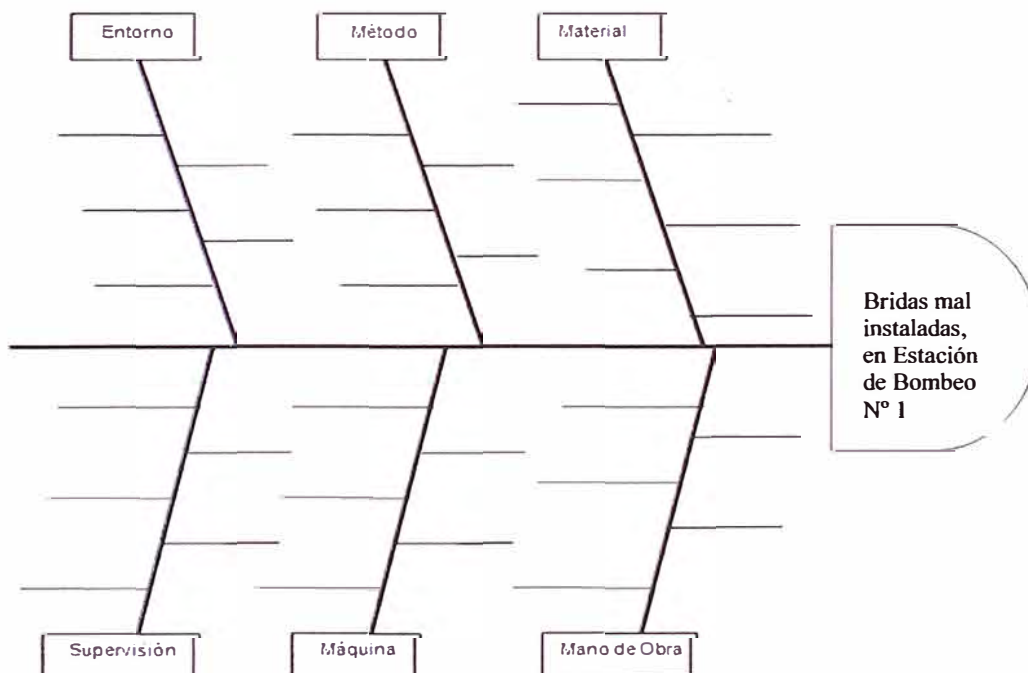 Entorno
Método
Material
Bridas mal
instaladas,
en Estación
de Bombeo
Nº 1
Supervisión
Máquina
Mano de Obra